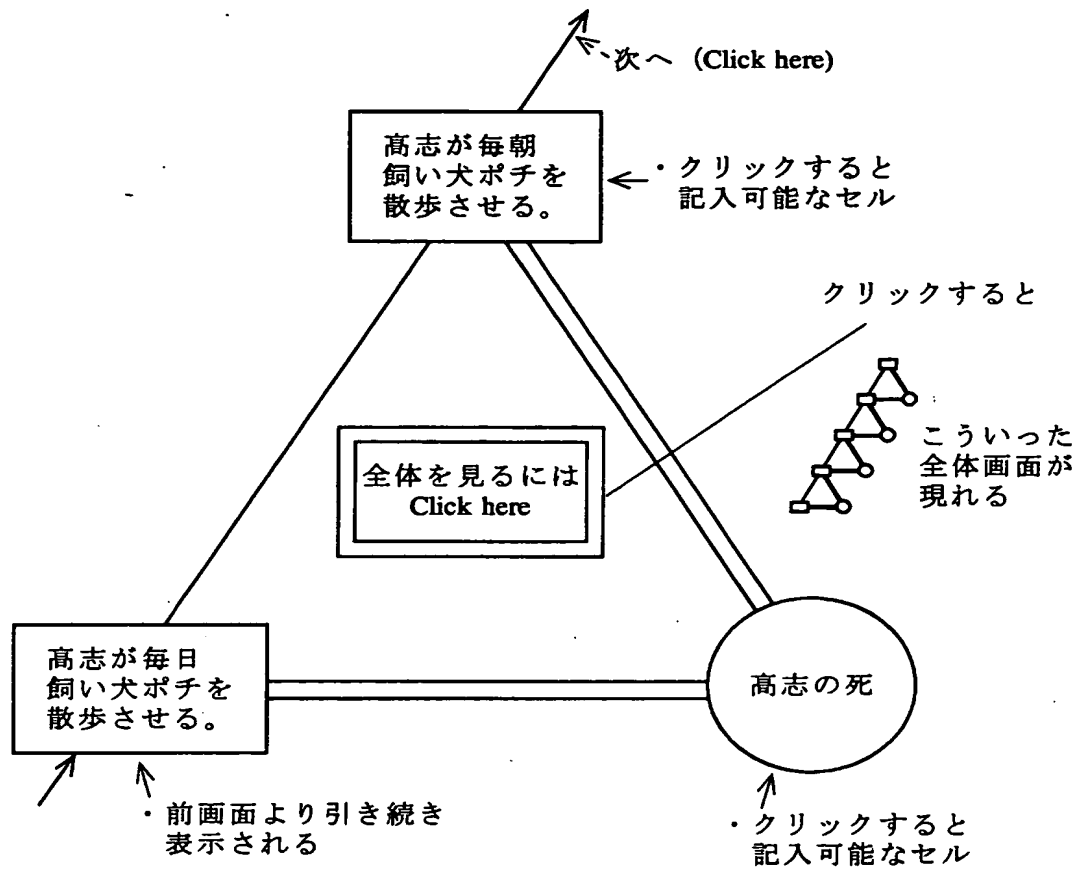 次へ (Click here)
髙志が毎朝
飼い犬ポチを
散歩させる。
・クリックすると
記入可能なセル
クリックすると
こういった
全体画面が
現れる
全体を見るには
Click here
髙志が毎日
飼い犬ポチを
散歩させる。
髙志の死
・前画面より引き続き
表示される
・クリックすると
記入可能なセル